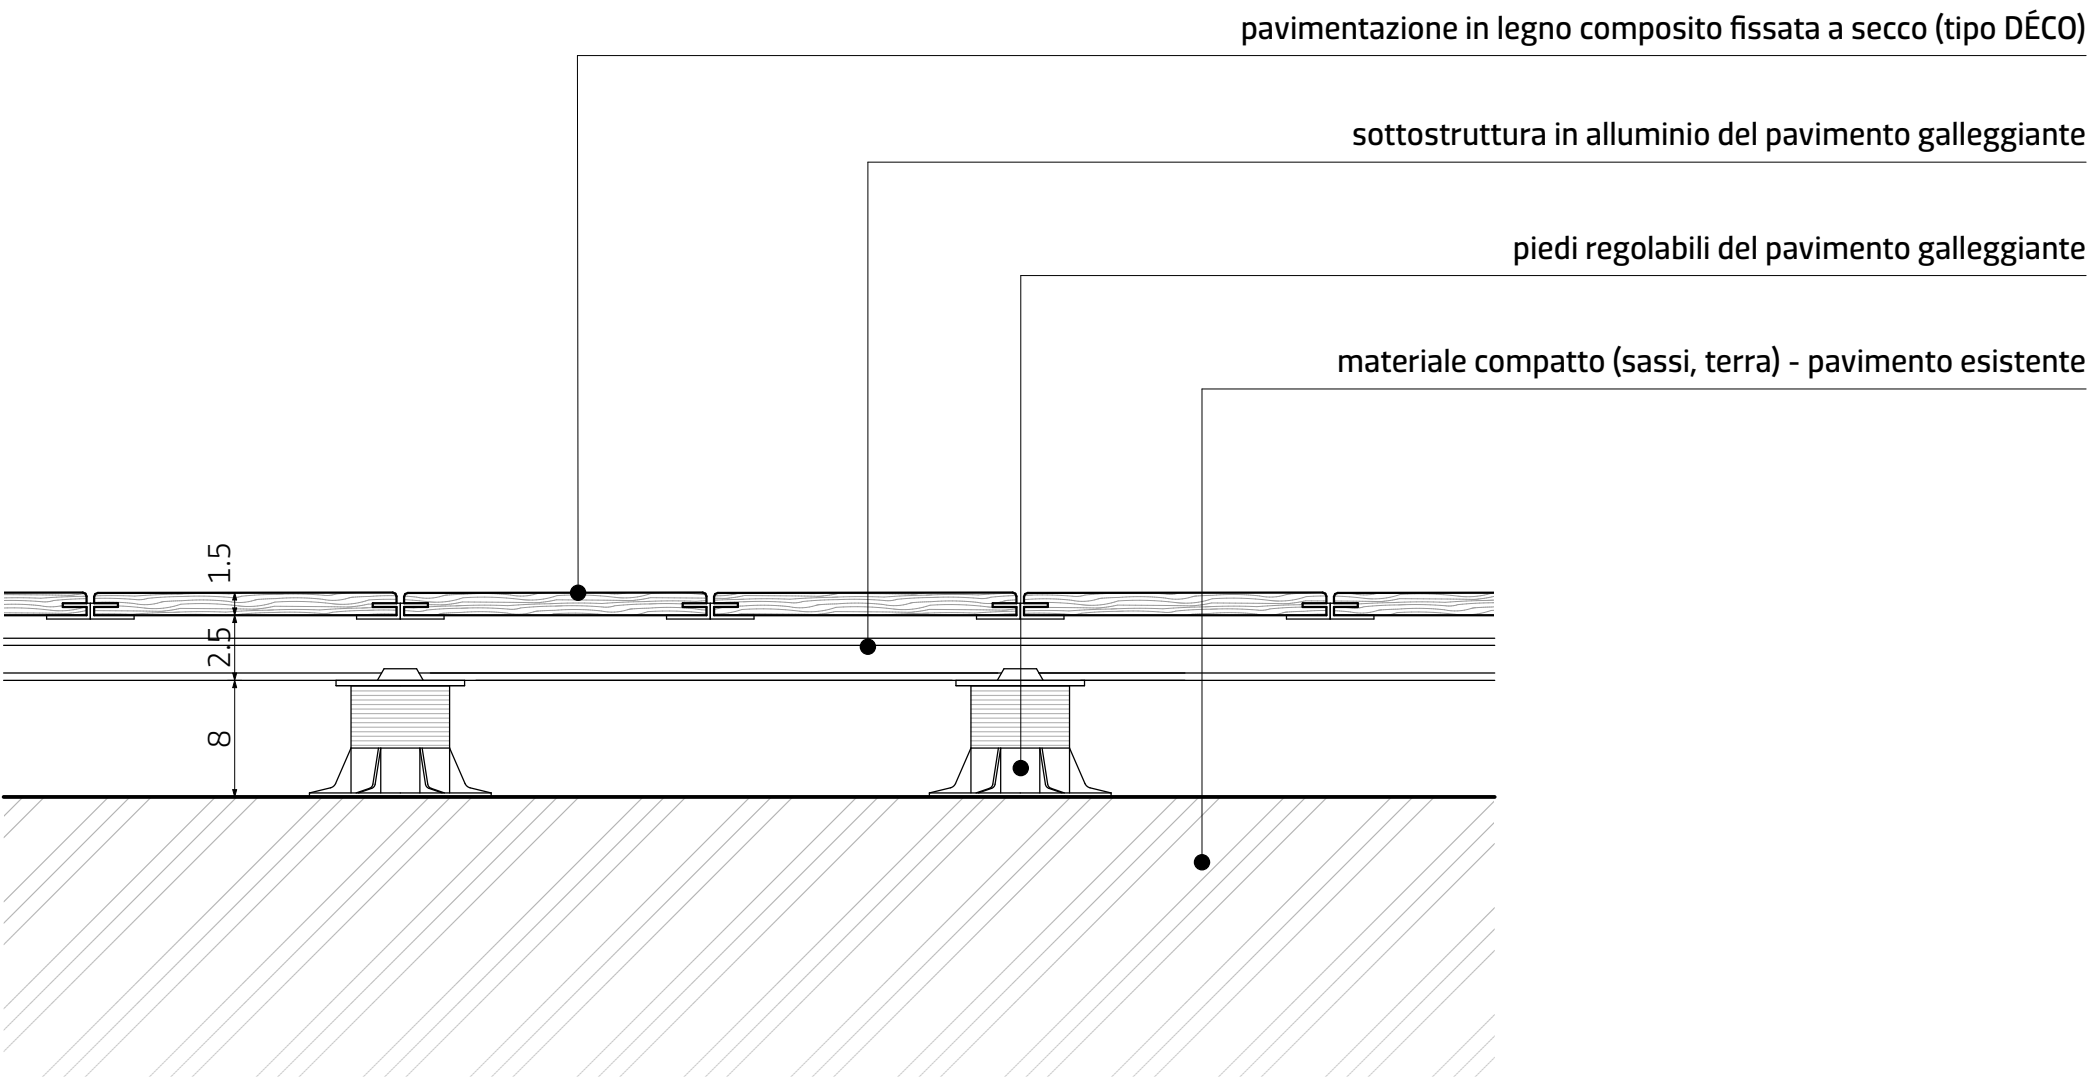 pavimentazione in legno composito fissata a secco (tipo DÉCO)
sottostruttura in alluminio del pavimento galleggiante
piedi regolabili del pavimento galleggiante
materiale compatto (sassi, terra) - pavimento esistente
1.5
2.5
8